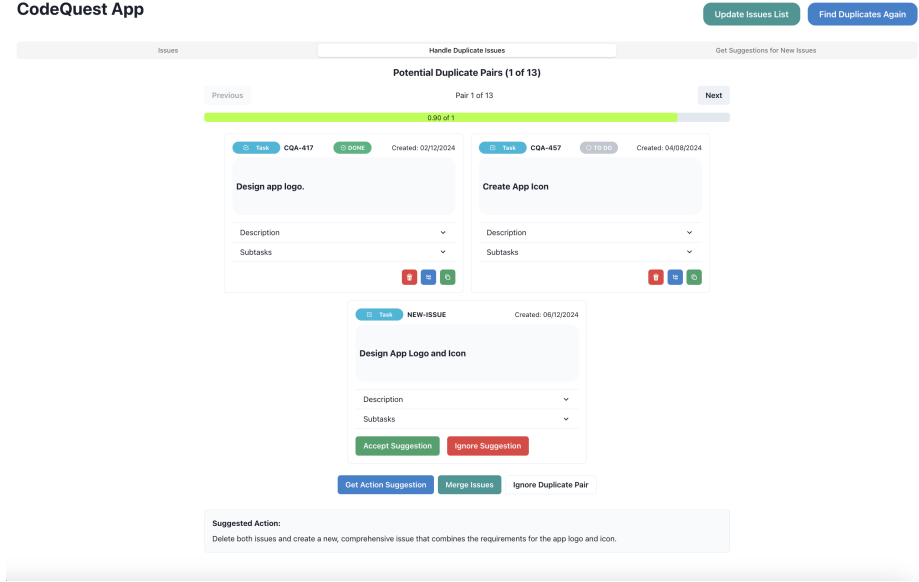 CodeQuest App
Update Issues List
Find Duplicates Again
Issues
Handle Duplicate Issues
Get Suggestions for New Issues
Potential Duplicate Pairs (1 of 13)
Previous
Pair 1 of 13
Next
0.90 of 1
Task CQA-417 DONE Created: 02/12/2024
Design app logo.
Description
Subtasks
Task CQA-457 TO DO Created: 04/08/2024
Create App Icon
Description
Subtasks
Task NEW-ISSUE Created: 06/12/2024
Design App Logo and Icon
Description
Subtasks
Accept Suggestion
Ignore Suggestion
Get Action Suggestion
Merge Issues
Ignore Duplicate Pair
Suggested Action:
Delete both issues and create a new, comprehensive issue that combines the requirements for the app logo and icon.